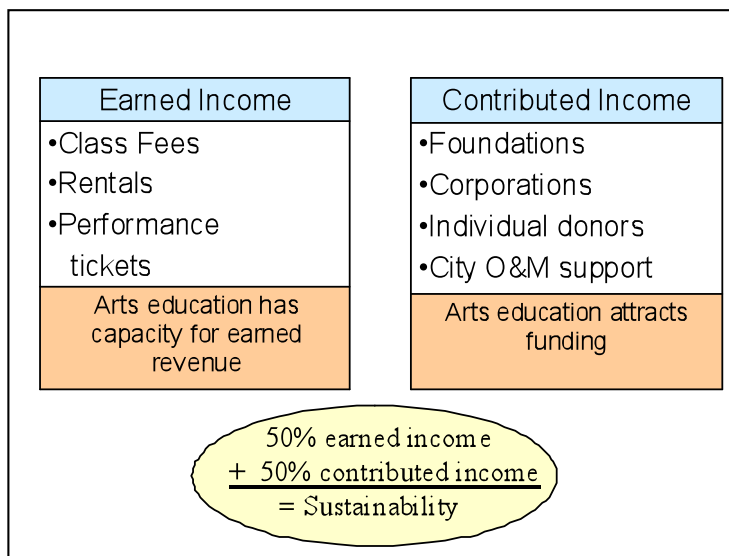 Earned Income
•Class Fees
•Rentals
•Performance
tickets
Arts education has
capacity for earned
revenue
Contributed Income
•Foundations
•Corporations
•Individual donors
•City O&M support
Arts education attracts
funding
50% earned income
+ 50% contributed income
= Sustainability